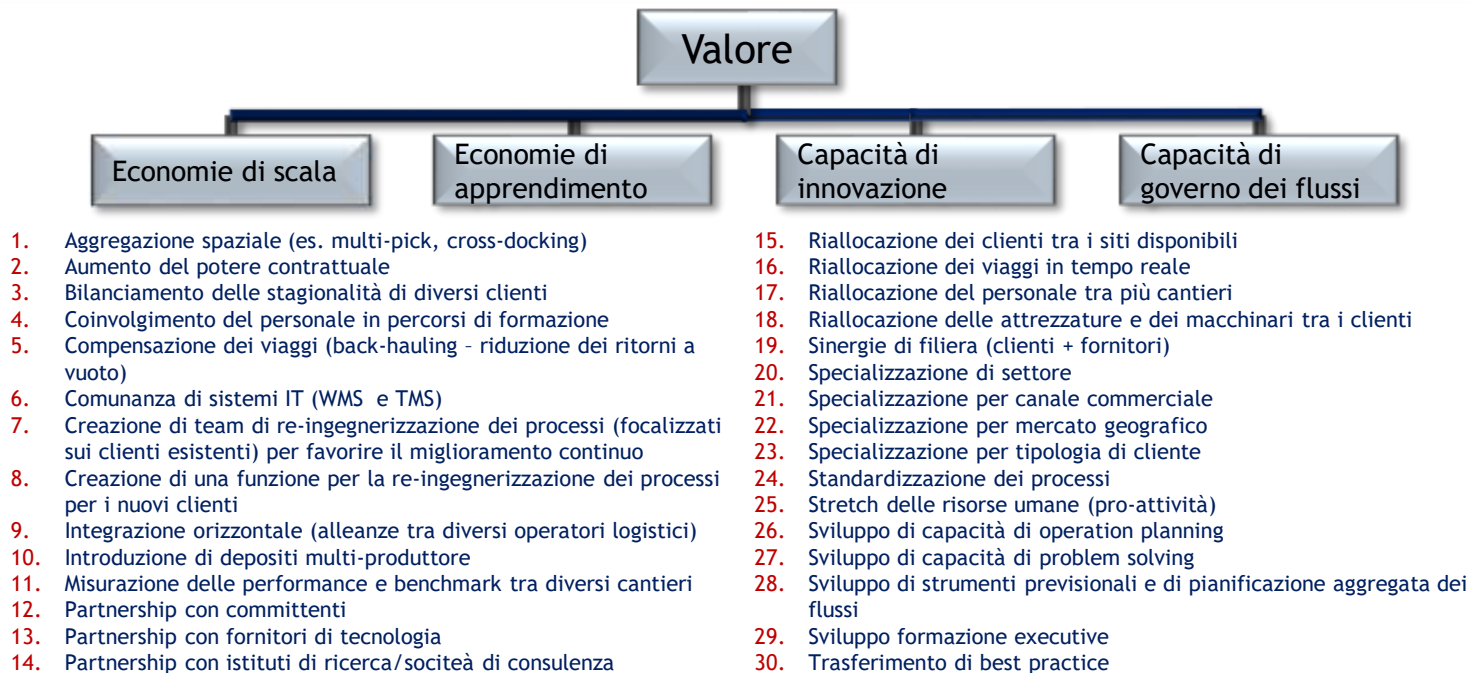 Valore
Economie di scala
Economie di
apprendimento
Capacità di
innovazione
Capacità di
governo dei flussi
1. Aggregazione spaziale (es. multi-pick, cross-docking)
2. Aumento del potere contrattuale
3. Bilanciamento delle stagionalità di diversi clienti
4. Coinvolgimento del personale in percorsi di formazione
5. Compensazione dei viaggi (back-hauling – riduzione dei ritorni a
vuoto)
6. Comunanza di sistemi IT (WMS e TMS)
7. Creazione di team di re-ingegnerizzazione dei processi (focalizzati
sui clienti esistenti) per favorire il miglioramento continuo
8. Creazione di una funzione per la re-ingegnerizzazione dei processi
per i nuovi clienti
9. Integrazione orizzontale (alleanze tra diversi operatori logistici)
10. Introduzione di depositi multi-produttore
11. Misurazione delle performance e benchmark tra diversi cantieri
12. Partnership con committenti
13. Partnership con fornitori di tecnologia
14. Partnership con istituti di ricerca/sociteà di consulenza
15. Riallocazione dei clienti tra i siti disponibili
16. Riallocazione dei viaggi in tempo reale
17. Riallocazione del personale tra più cantieri
18. Riallocazione delle attrezzature e dei macchinari tra i clienti
19. Sinergie di filiera (clienti + fornitori)
20. Specializzazione di settore
21. Specializzazione per canale commerciale
22. Specializzazione per mercato geografico
23. Specializzazione per tipologia di cliente
24. Standardizzazione dei processi
25. Stretch delle risorse umane (pro-attività)
26. Sviluppo di capacità di operation planning
27. Sviluppo di capacità di problem solving
28. Sviluppo di strumenti previsionali e di pianificazione aggregata dei
flussi
29. Sviluppo formazione executive
30. Trasferimento di best practice